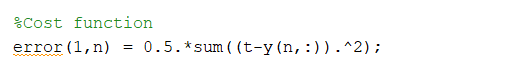 %Cost function
error(1,n) = 0.5.*sum((t-y(n,:)).^2);